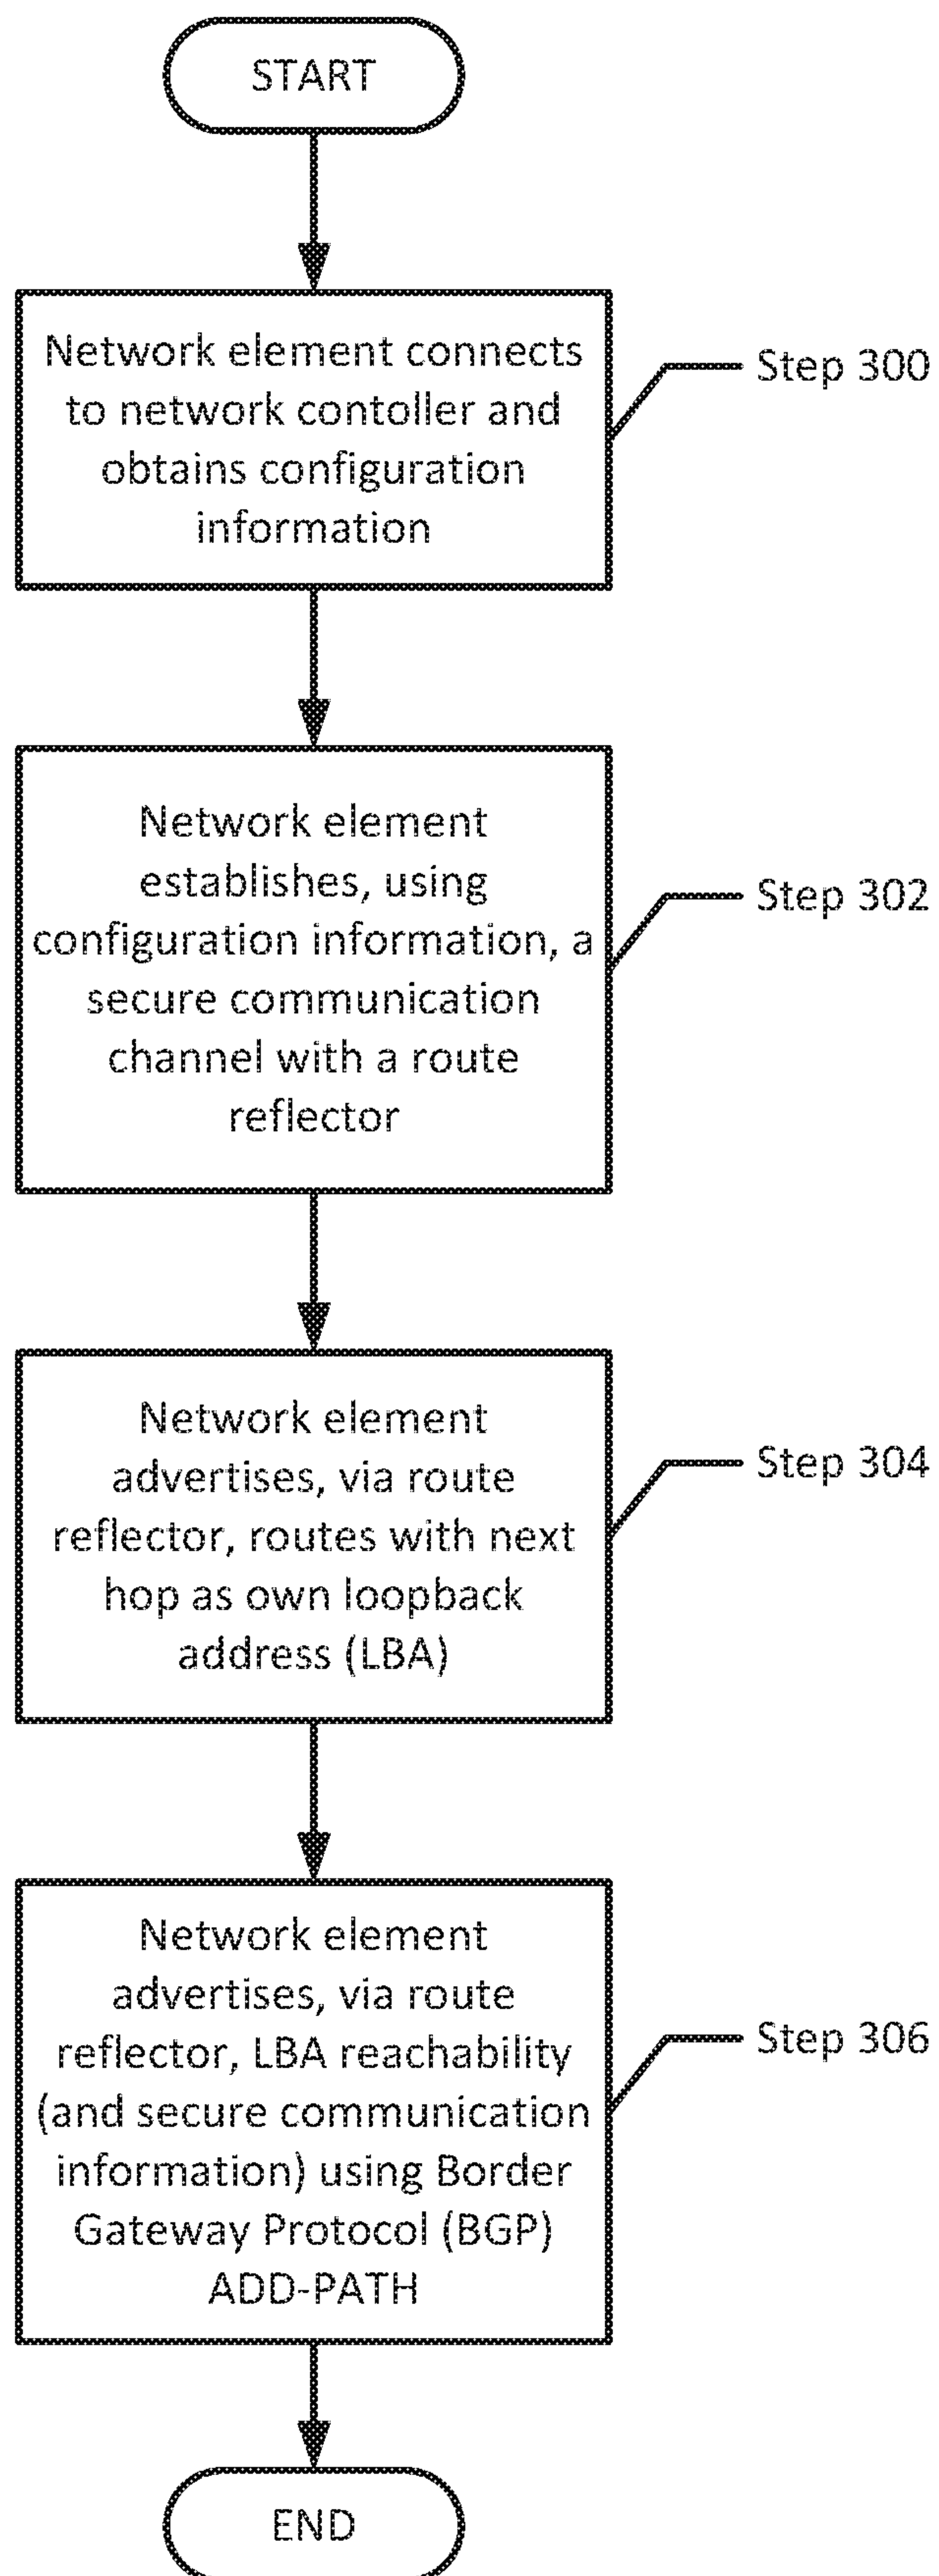 START
Network element connects
to network contoller and
obtains configuration
information
Step 300
Network element
establishes, using
configuration information, a
secure communication
channel with a route
reflector
Step 302
Network element
advertises, via route
reflector, routes with next
hop as own loopback
address (LBA)
Step 304
Network element
advertises, via route
reflector, LBA reachability
(and secure communication
information) using Border
Gateway Protocol (BGP)
ADD-PATH
Step 306
END